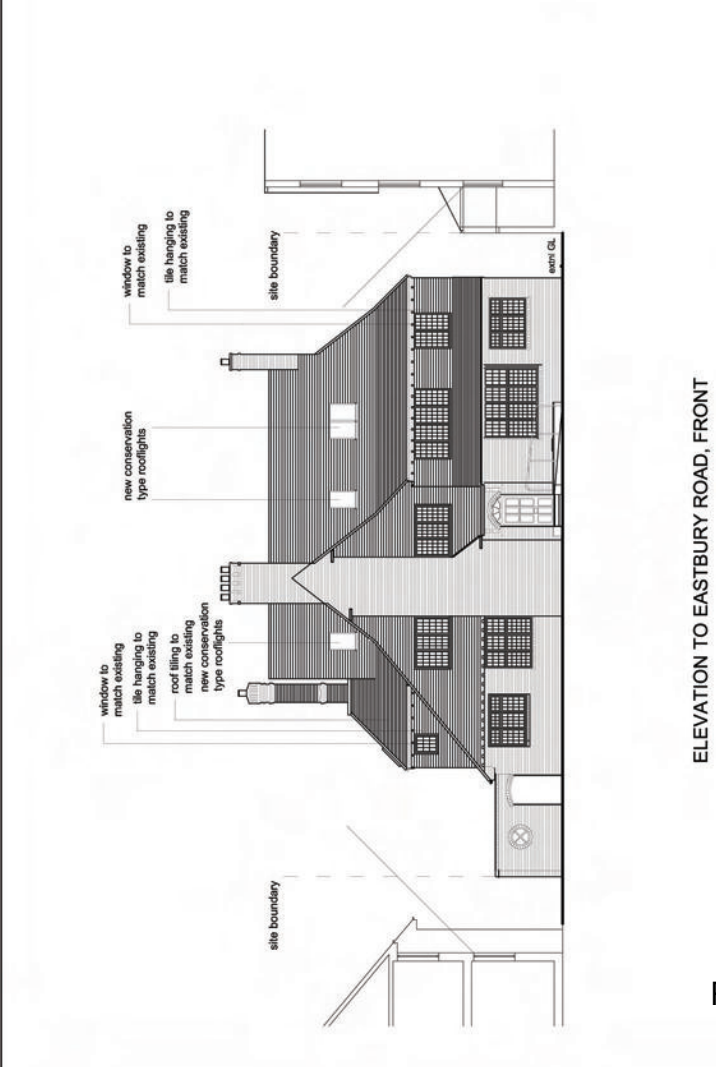 window to
match existing
tile hanging to
match existing
roof tiling to
match existing
new conservation
type rooflights
new conservation
type rooflights
window to
match existing
tile hanging to
match existing
site boundary
site boundary
extnl GL
ELEVATION TO EASTBURY ROAD, FRONT